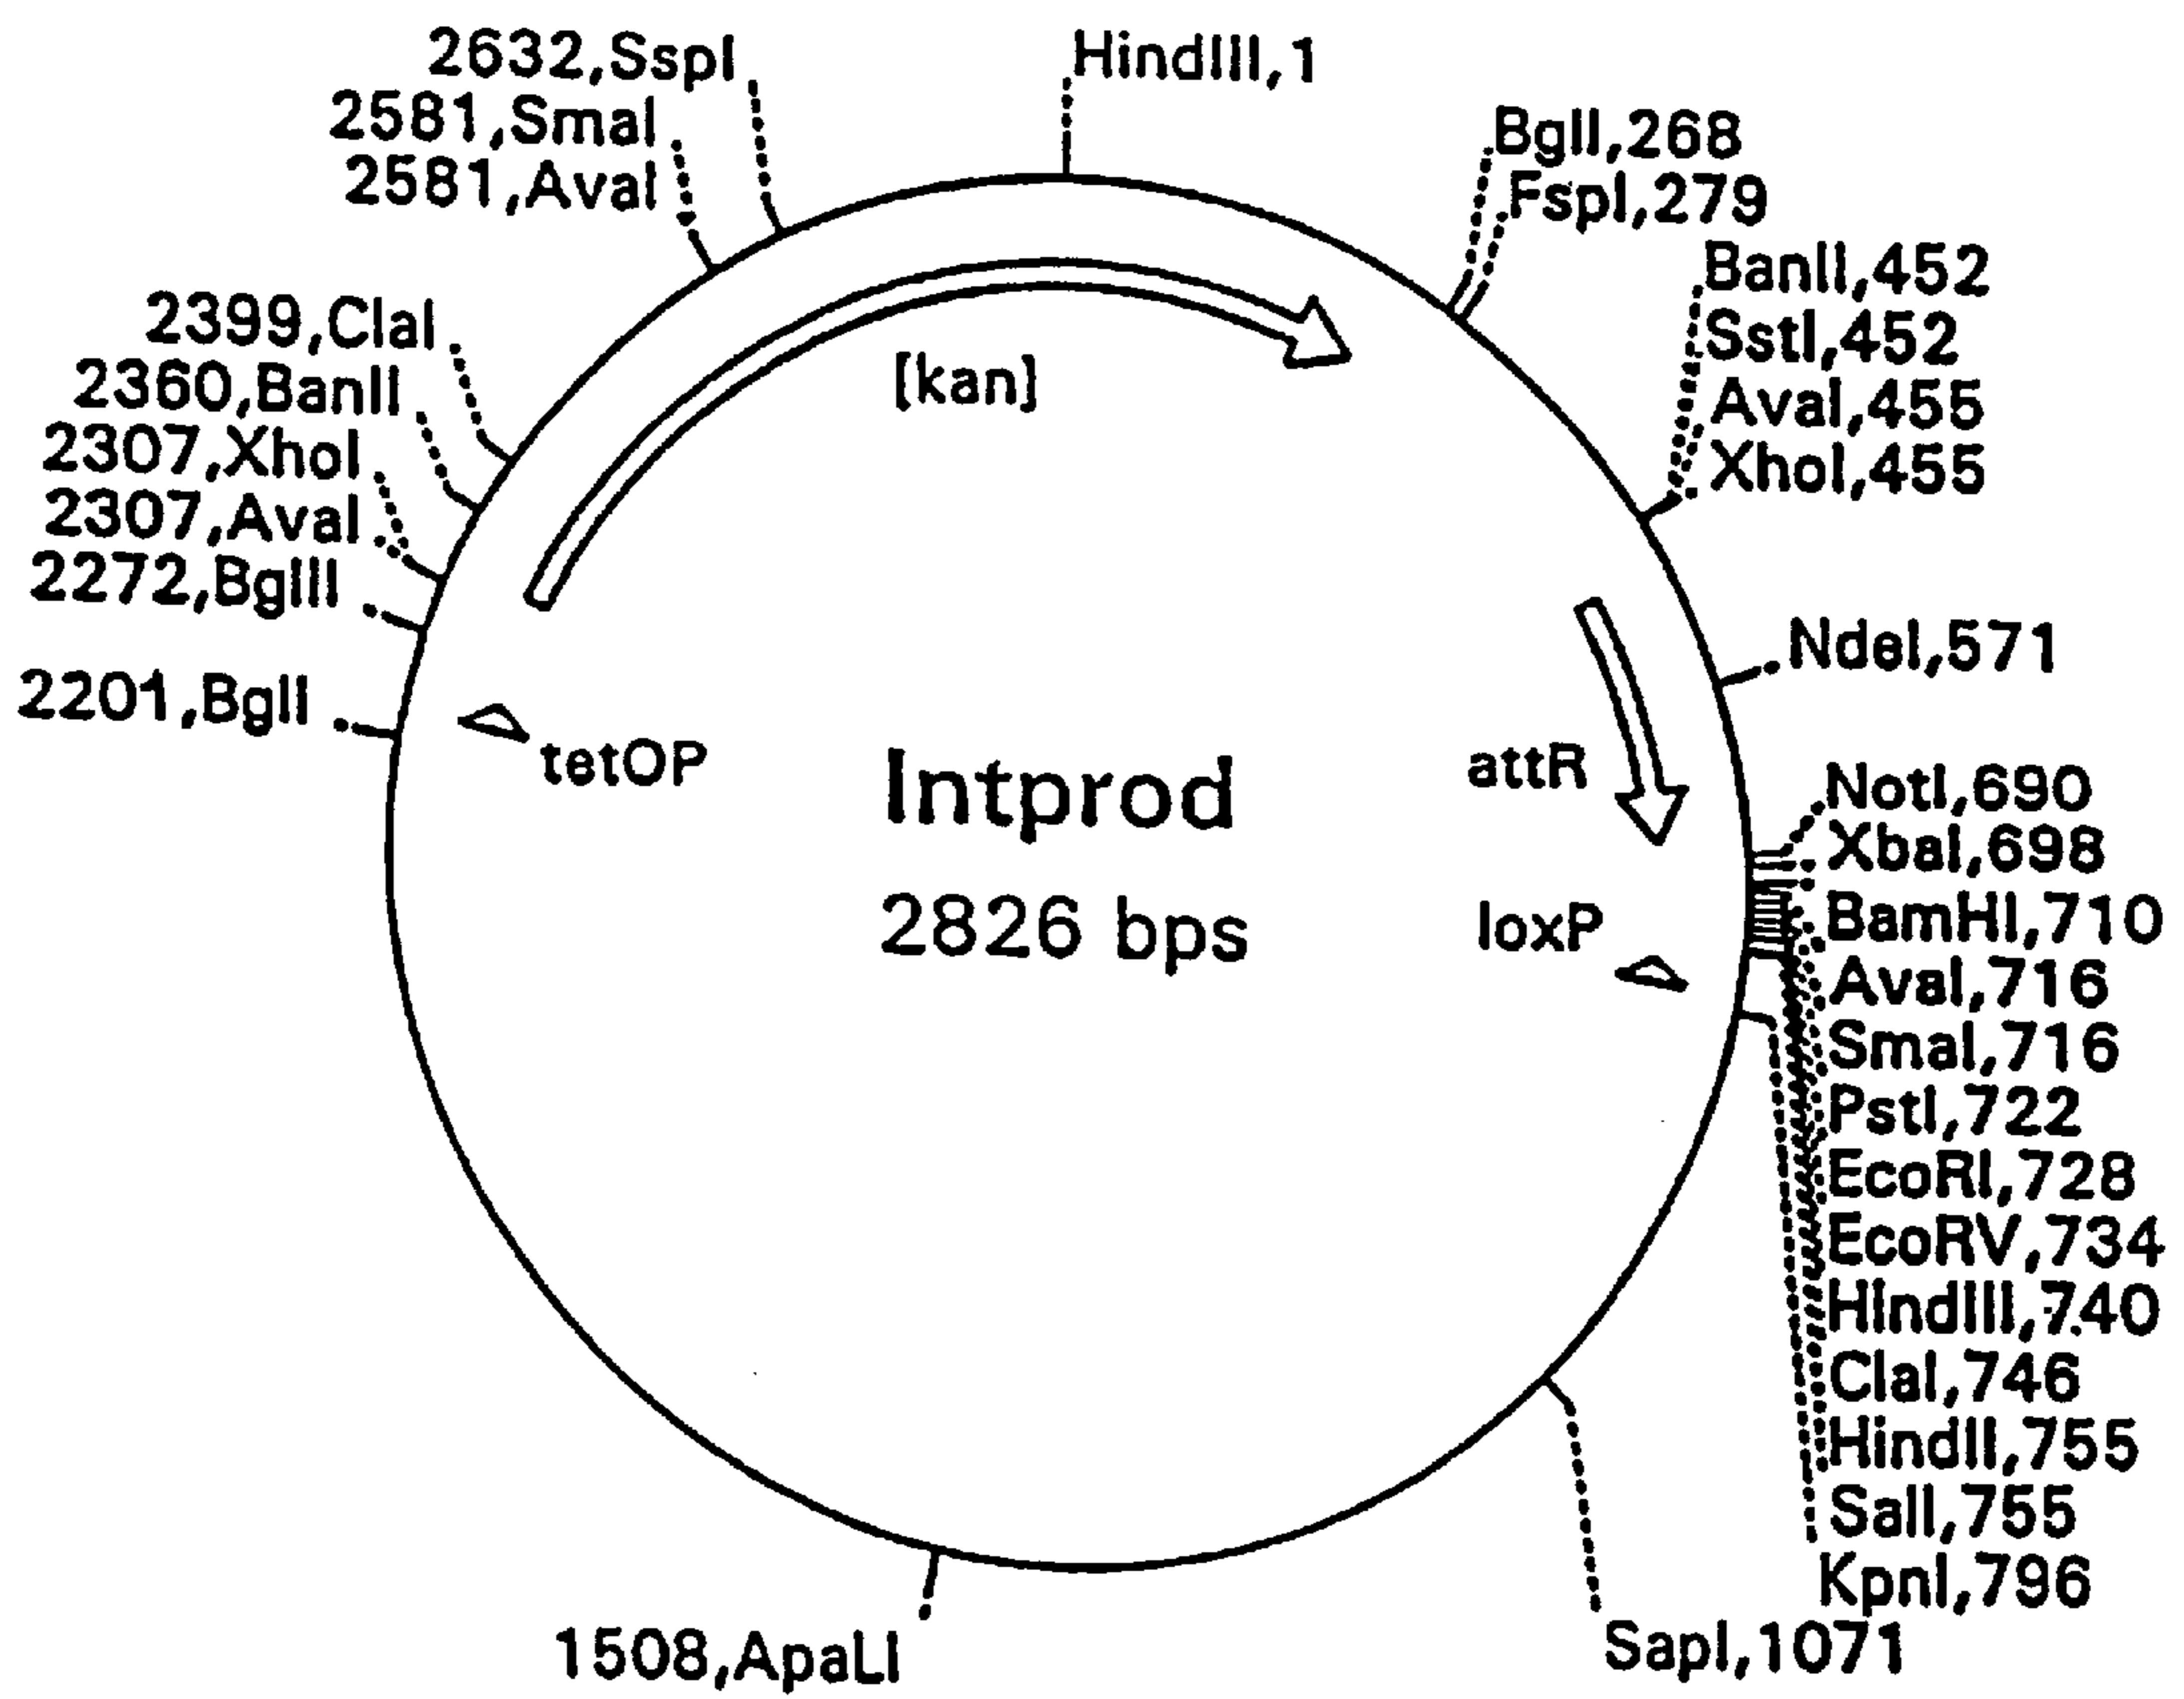 2632,SspI
2581,SmaI
2581,AvaI
2399,ClaI
2360,BanII
2307,XhoI
2307,AvaI
2272,BglII
2201,BglI
HindIII,1
BglI,268
FspI,279
BanII,452
SstI,452
AvaI,455
XhoI,455
NdeI,571
NotI,690
XbaI,698
BamHI,710
AvaI,716
SmaI,716
PstI,722
EcoRI,728
EcoRV,734
HindIII,740
ClaI,746
HindII,755
SalI,755
KpnI,796
SapI,1071
1508,ApaLI
[kan]
tetOP
attR
loxP
Intprod
2826 bps